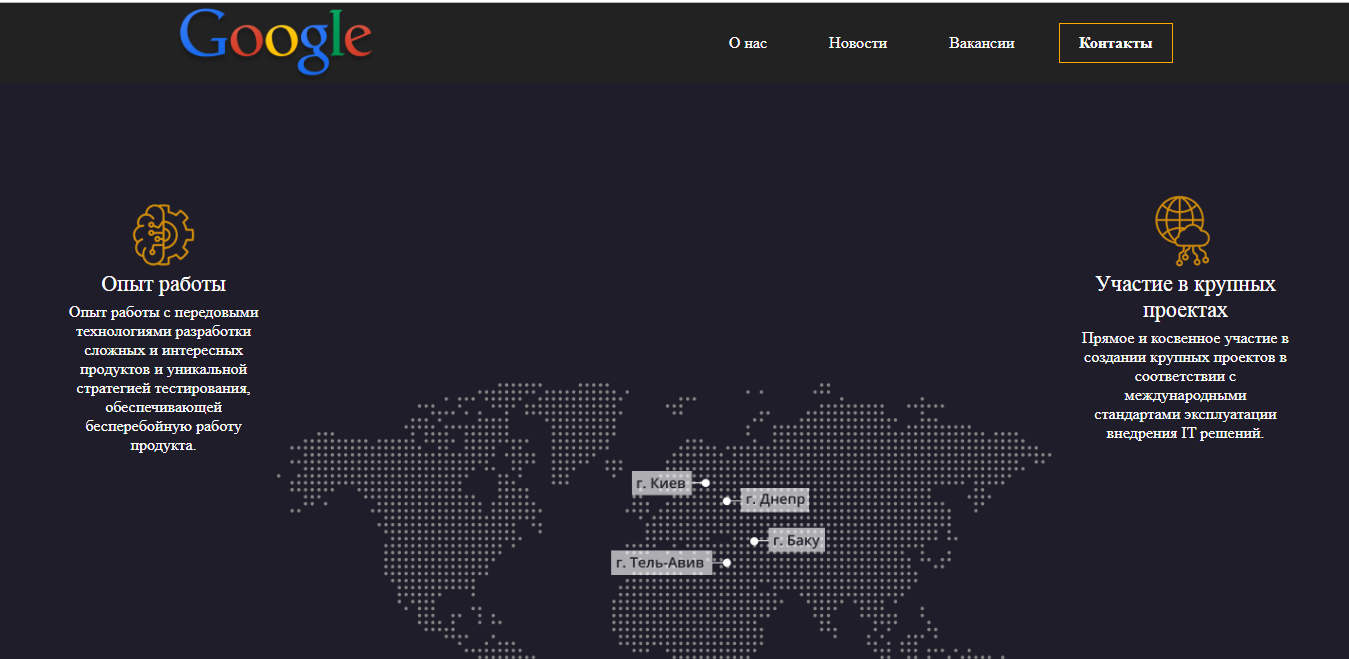 Google
О нас
Новости
Вакансии
Контакты
Опыт работы
Опыт работы с передовыми
технологиями разработки
сложных и интересных
продуктов и уникальной
стратегией тестирования,
обеспечивающей
бесперебойную работу
продукта.
Участие в крупных
проектах
Прямое и косвенное участие в
создании крупных проектов в
соответствии с
международными
стандартами эксплуатации
внедрения IT решений.
г. Киев
г. Днепр
г. Баку
г. Тель-Авив